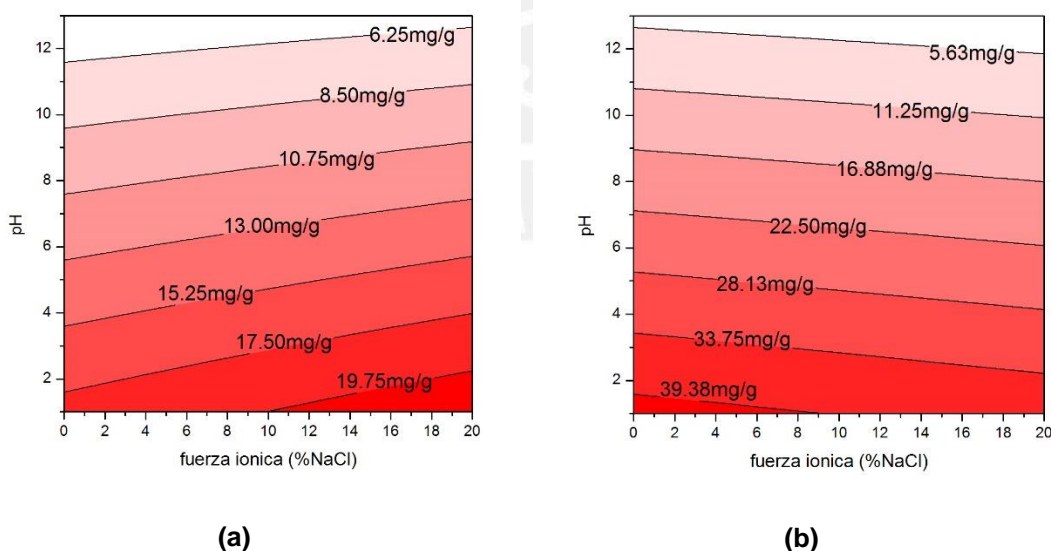 6.25mg/g
12
8.50mg/g
10
10.75mg/g
8
13.00mg/g
6
15.25mg/g
4
17.50mg/g
2
19.75mg/g
pH
0 2 4 6 8 10 12 14 16 18 20
fuerza ionica (%NaCl)
(a)
12
5.63mg/g
10
11.25mg/g
8
16.88mg/g
6
22.50mg/g
28.13mg/g
4
33.75mg/g
2
39.38mg/g
pH
0 2 4 6 8 10 12 14 16 18 20
fuerza ionica (%NaCl)
(b)